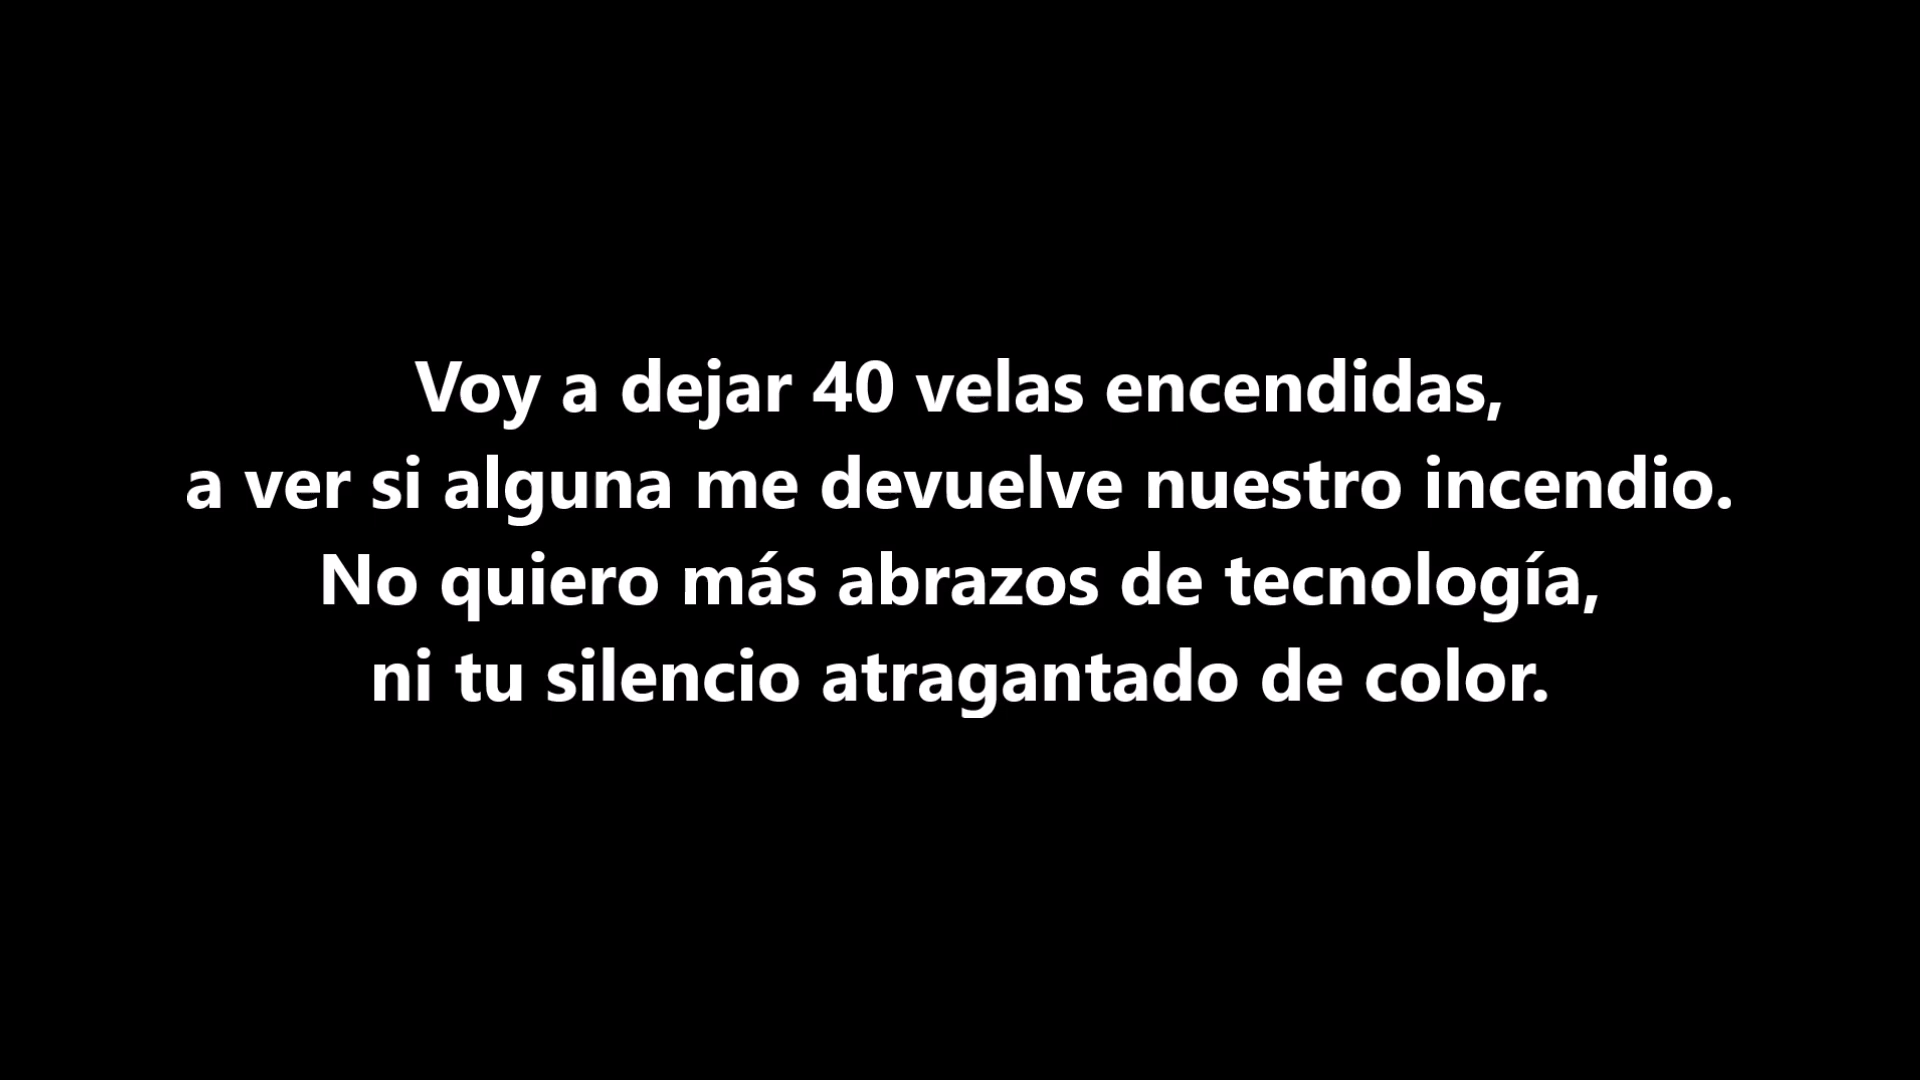 Voy a dejar 40 velas encendidas,
a ver si alguna me devuelve nuestro incendio.
No quiero más abrazos de tecnología,
ni tu silencio atragantado de color.